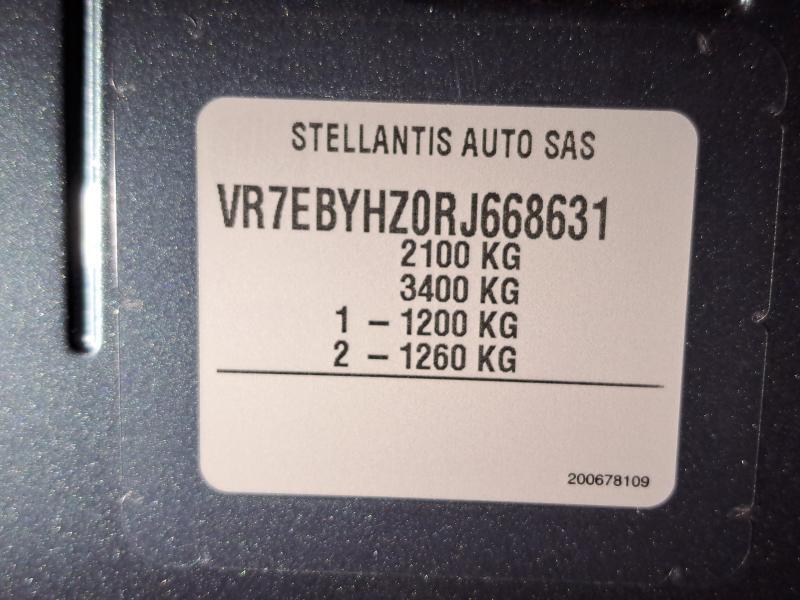 STELLANTIS AUTO SAS
VR7EBYHZ0RJ668631
2100 KG
3400 KG
1 – 1200 KG
2 – 1260 KG
200678109